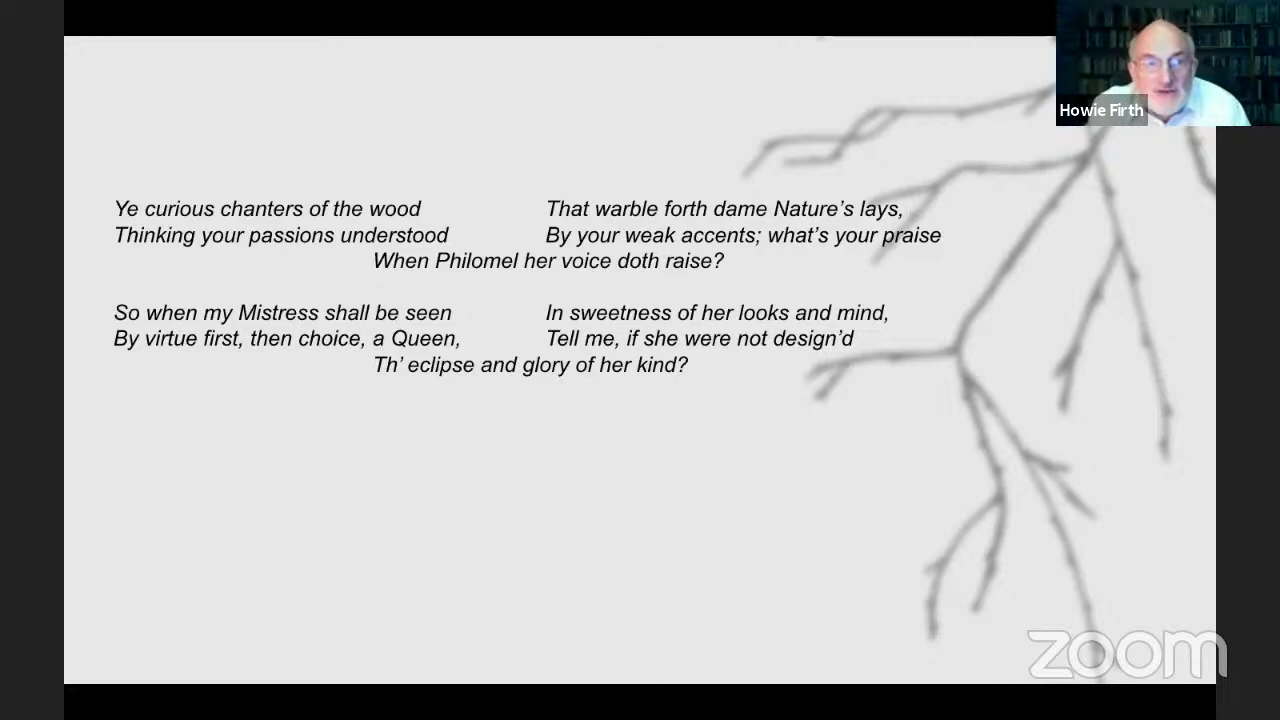 Howie Firth
Ye curious chanters of the wood That warble forth dame Nature’s lays,
Thinking your passions understood By your weak accents; what’s your praise
When Philomel her voice doth raise?
So when my Mistress shall be seen In sweetness of her looks and mind,
By virtue first, then choice, a Queen, Tell me, if she were not design’d
Th’ eclipse and glory of her kind?
zoom